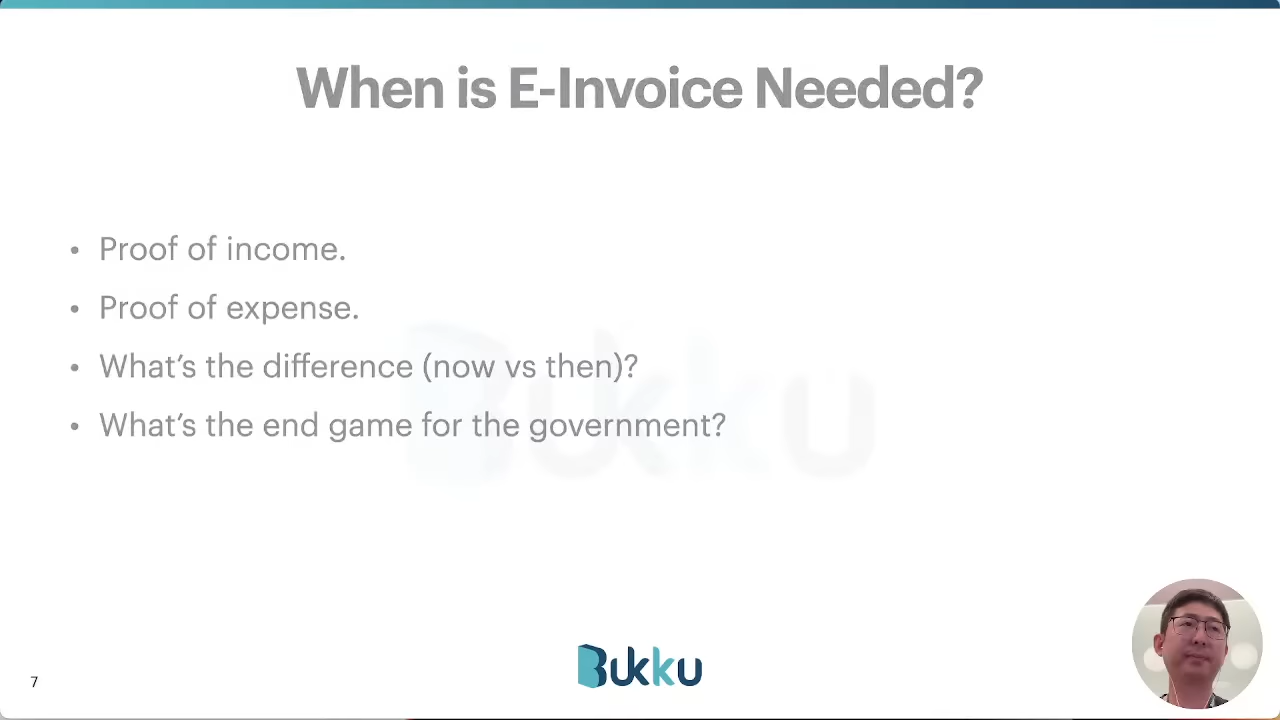 When is E-Invoice Needed?
• Proof of income.
• Proof of expense.
• What's the difference (now vs then)?
• What's the end game for the government?
Bukku
7
Bukku